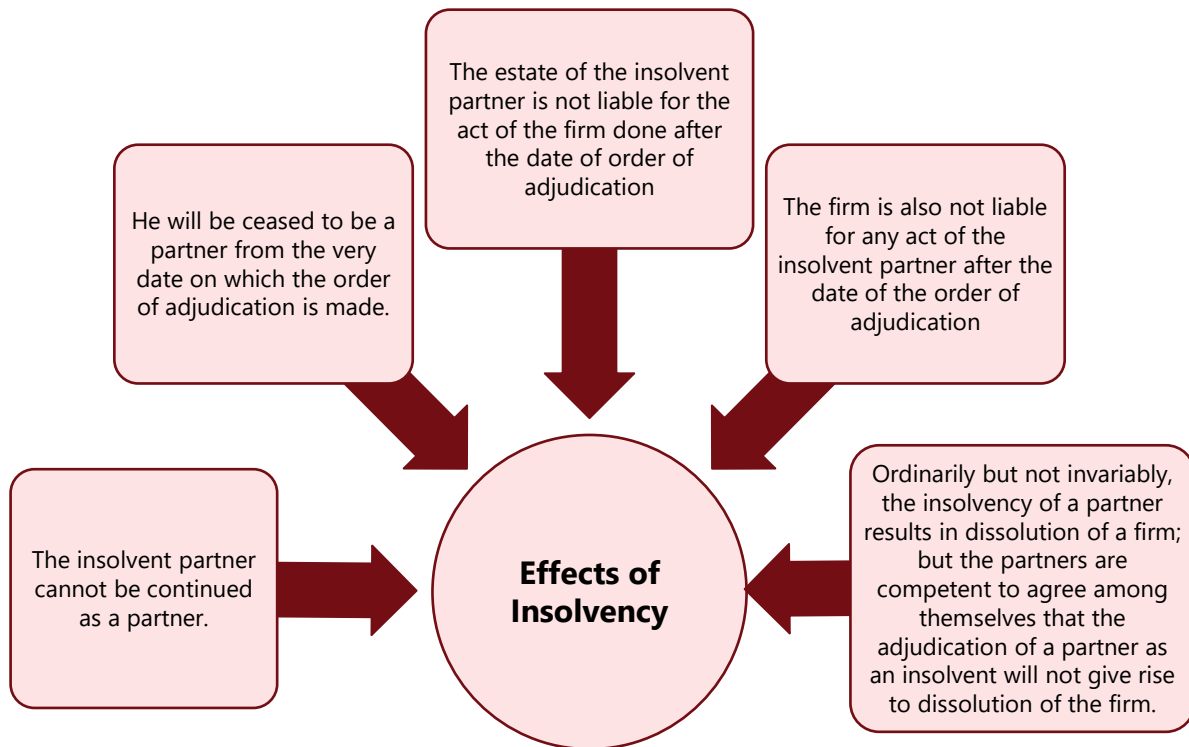 The estate of the insolvent
partner is not liable for the
act of the firm done after
the date of order of
adjudication
He will be ceased to be a
partner from the very
date on which the order
of adjudication is made.
The firm is also not liable
for any act of the
insolvent partner after the
date of the order of
adjudication
The insolvent partner
cannot be continued
as a partner.
Effects of
Insolvency
Ordinarily but not invariably,
the insolvency of a partner
results in dissolution of a firm;
but the partners are
competent to agree among
themselves that the
adjudication of a partner as
an insolvent will not give rise
to dissolution of the firm.